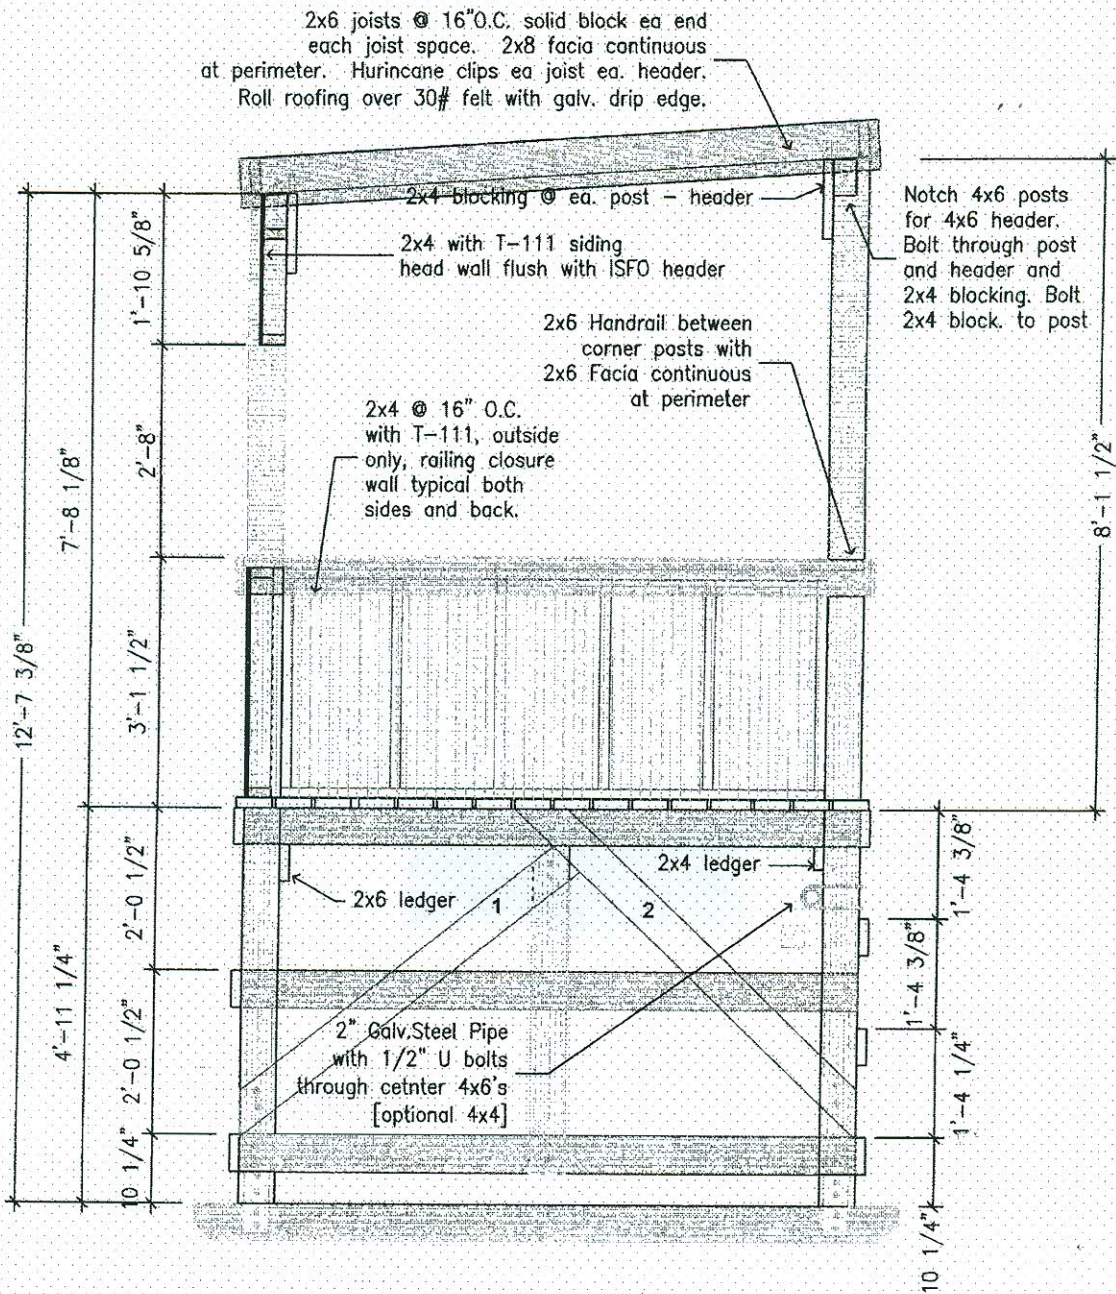 2x6 joists @ 16"O.C. solid block ea end
each joist space. 2x8 facia continuous
at perimeter. Hurincane clips ea joist ea. header.
Roll roofing over 30# felt with galv. drip edge.
2x4 blocking @ ea. post - header
2x4 with T-111 siding
head wall flush with ISFO header
Notch 4x6 posts
for 4x6 header.
Bolt through post
and header and
2x4 blocking. Bolt
2x4 block. to post
2x6 Handrail between
corner posts with
2x6 Facia continuous
at perimeter
2x4 @ 16" O.C.
with T-111, outside
only, railing closure
wall typical both
sides and back.
1'-10 5/8"
2'-8"
7'-8 1/8"
3'-1 1/2"
12'-7 3/8"
8'-1 1/2"
2x4 ledger
2x6 ledger
1
2
2" Galv.Steel Pipe
with 1/2" U bolts
through cetnter 4x6's
[optional 4x4]
2'-0 1/2"
4'-11 1/4"
2'-0 1/2"
10 1/4"
1'-4 3/8"
1'-4 3/8"
1'-4 1/4"
10 1/4"